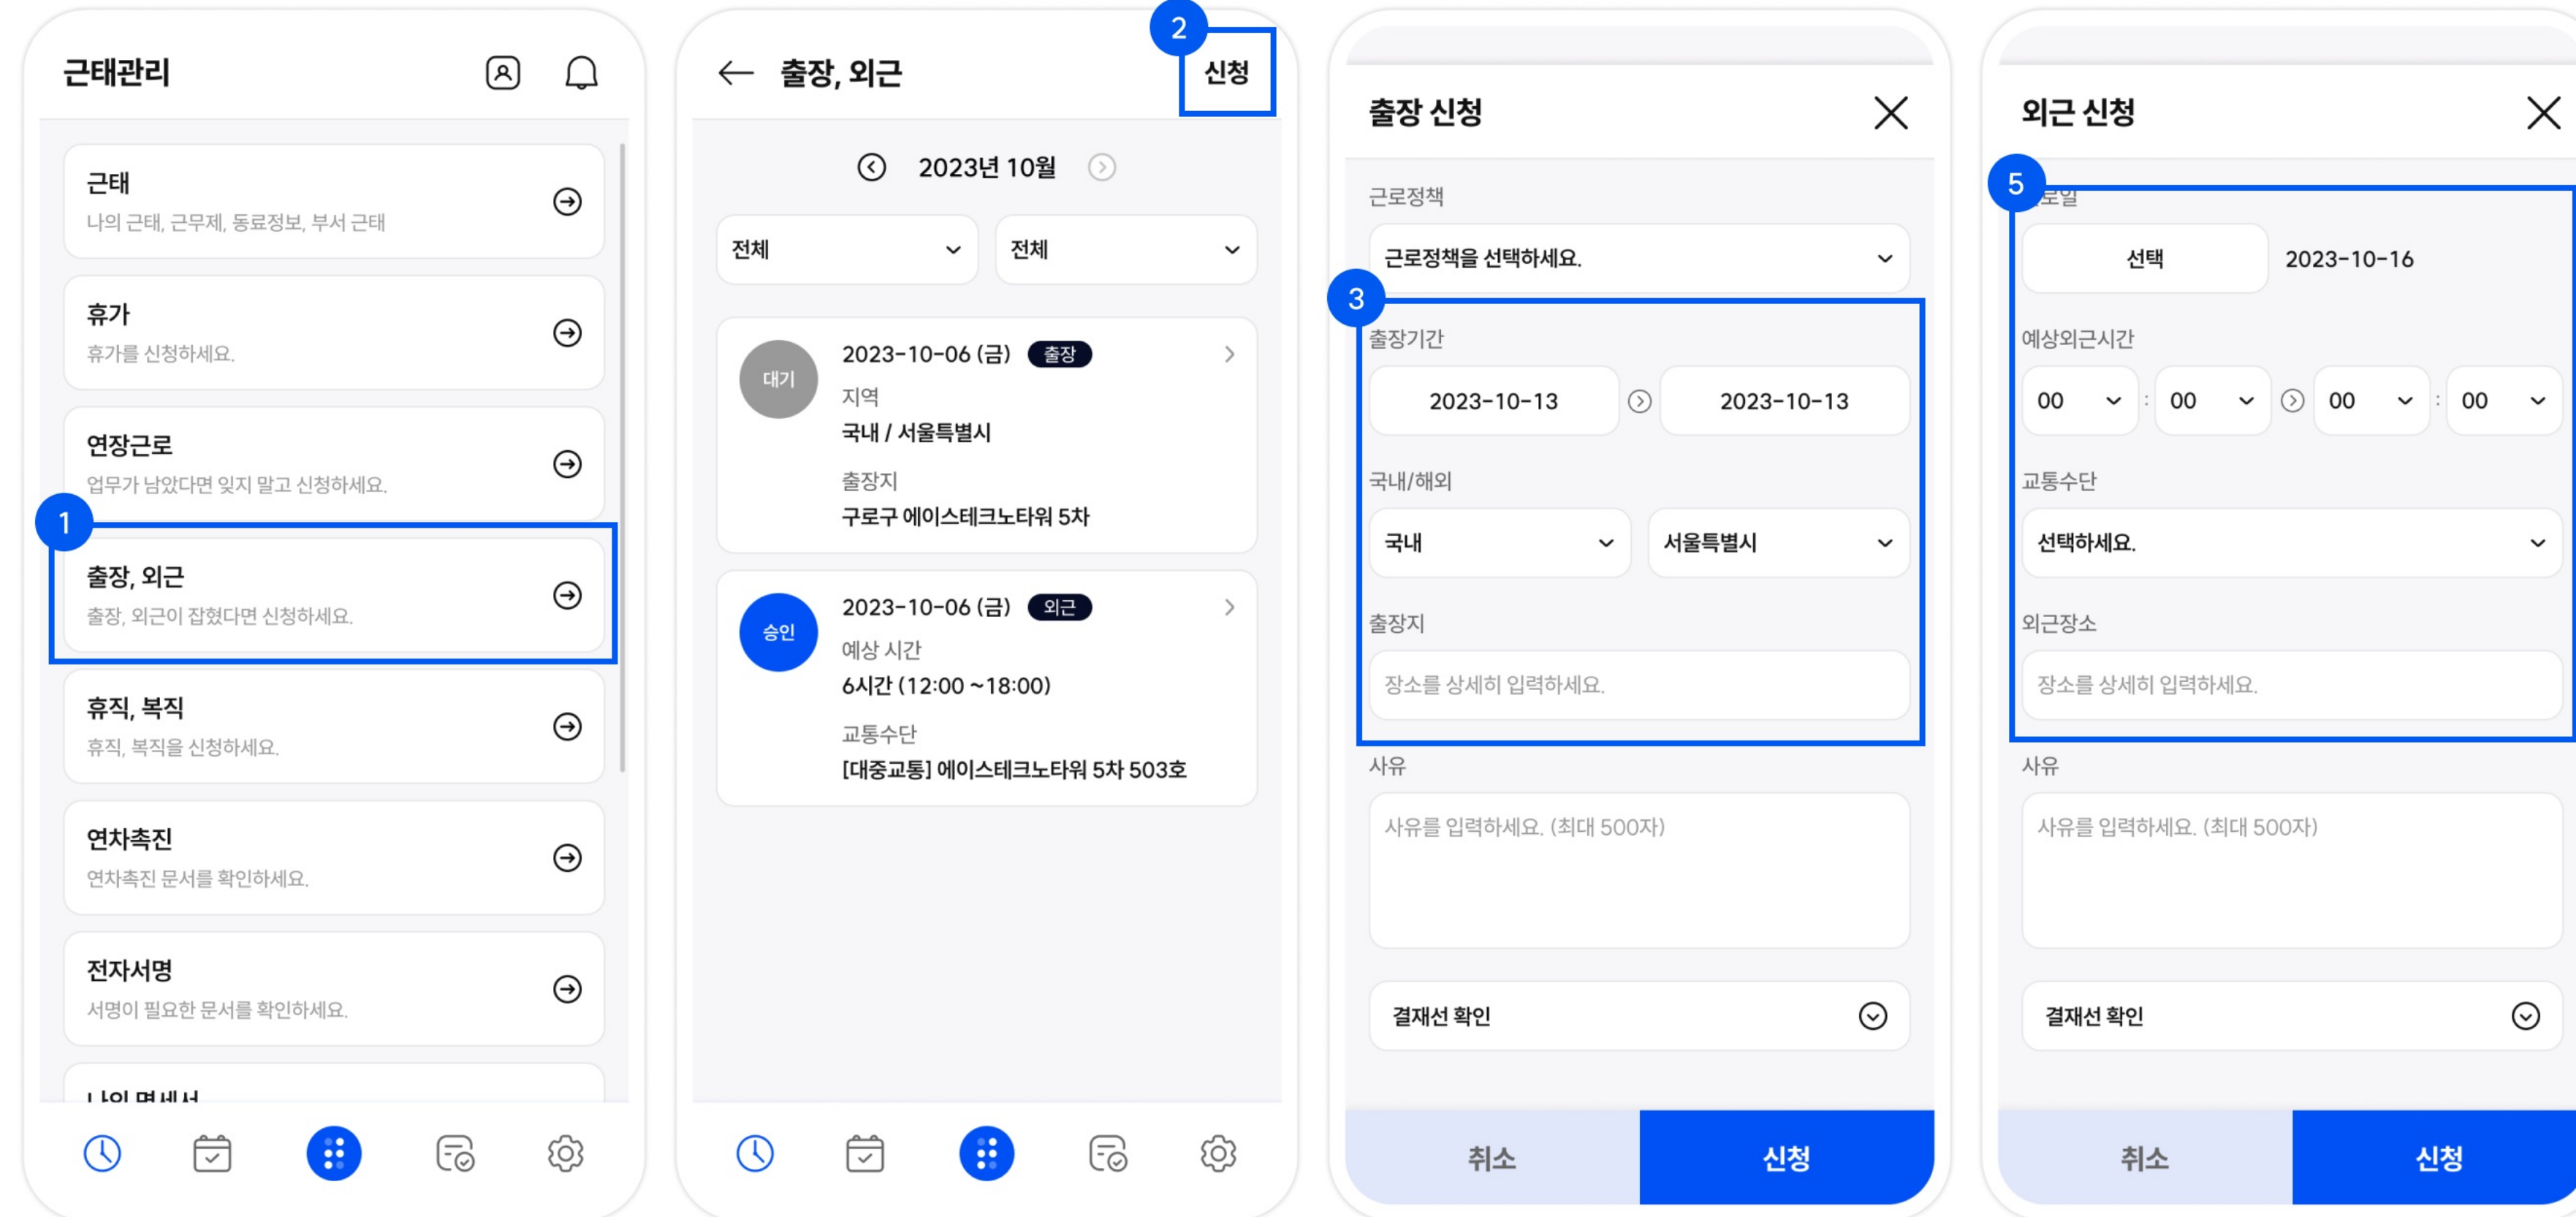 근태관리
근태
나의 근태, 근무제, 동료정보, 부서 근태
휴가
휴가를 신청하세요.
연장근로
업무가 남았다면 잊지 말고 신청하세요.
1
출장, 외근
출장, 외근이 잡혔다면 신청하세요.
휴직, 복직
휴직, 복직을 신청하세요.
연차촉진
연차촉진 문서를 확인하세요.
전자서명
서명이 필요한 문서를 확인하세요.
나의 명세서
2
출장, 외근
신청
2023년 10월
전체
전체
대기
2023-10-06 (금) 출장
지역
국내 / 서울특별시
출장지
구로구 에이스테크노타워 5차
승인
2023-10-06 (금) 외근
예상 시간
6시간 (12:00 ~18:00)
교통수단
[대중교통] 에이스테크노타워 5차 503호
출장 신청
근로정책
근로정책을 선택하세요.
3
출장기간
2023-10-13
2023-10-13
국내/해외
국내
서울특별시
출장지
장소를 상세히 입력하세요.
사유
사유를 입력하세요. (최대 500자)
결재선 확인
취소
신청
외근 신청
5
로일
선택
2023-10-16
예상외근시간
00 : 00 00 : 00
교통수단
선택하세요.
외근장소
장소를 상세히 입력하세요.
사유
사유를 입력하세요. (최대 500자)
결재선 확인
취소
신청